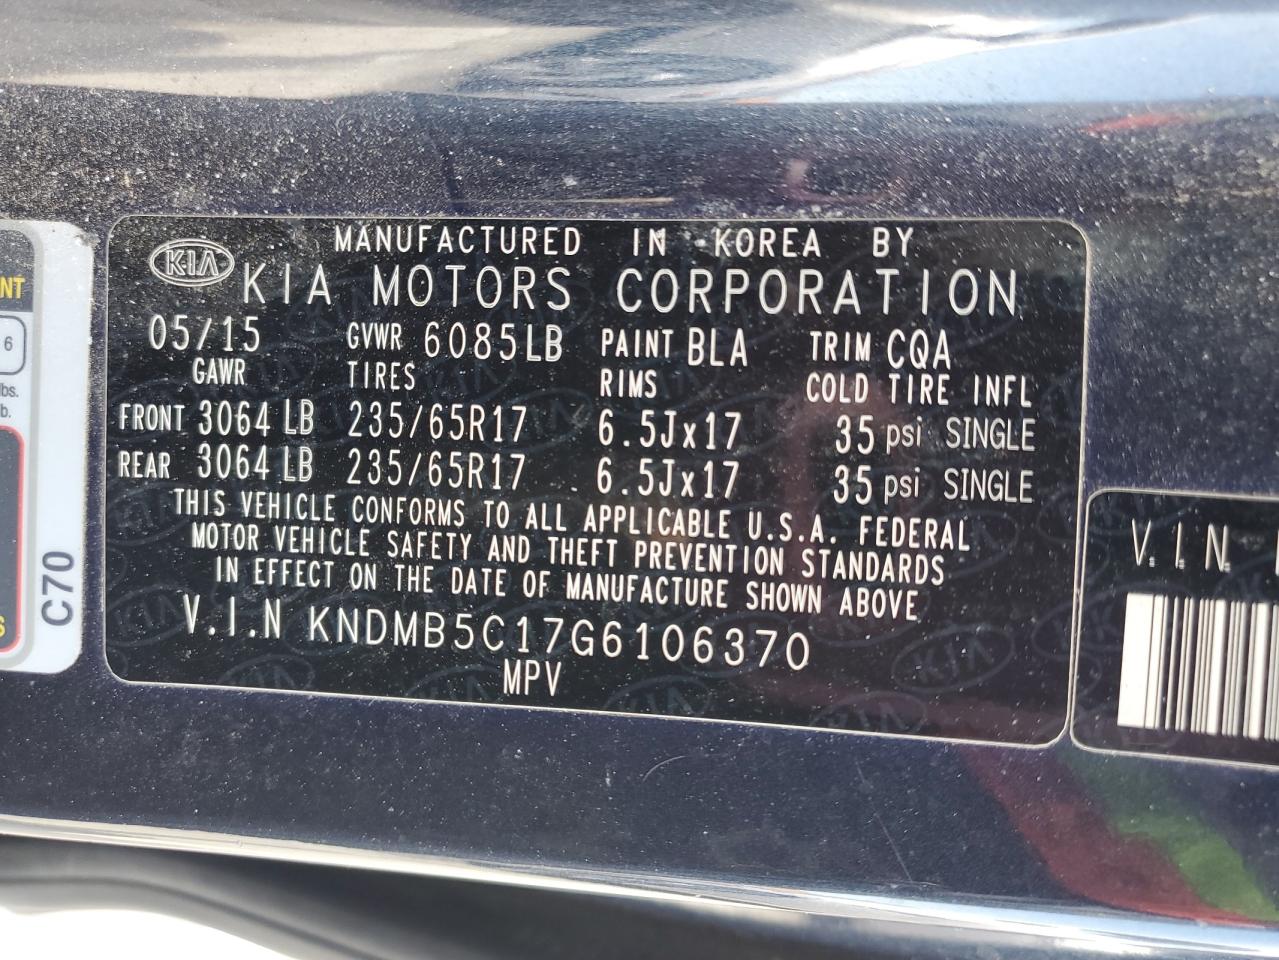 MANUFACTURED IN KOREA BY
KIA KIA MOTORS CORPORATION
05/15 GVWR 6085LB PAINT BLA TRIM CQA
GAWR TIRES RIMS COLD TIRE INFL
FRONT 3064 LB 235/65R17 6.5Jx17 35 psi SINGLE
REAR 3064 LB 235/65R17 6.5Jx17 35 psi SINGLE
THIS VEHICLE CONFORMS TO ALL APPLICABLE U.S.A. FEDERAL
MOTOR VEHICLE SAFETY AND THEFT PREVENTION STANDARDS
IN EFFECT ON THE DATE OF MANUFACTURE SHOWN ABOVE
V.I.N KNDMB5C17G6106370
MPV
NT
6
lbs.
b.
S
C70
V.I.N.